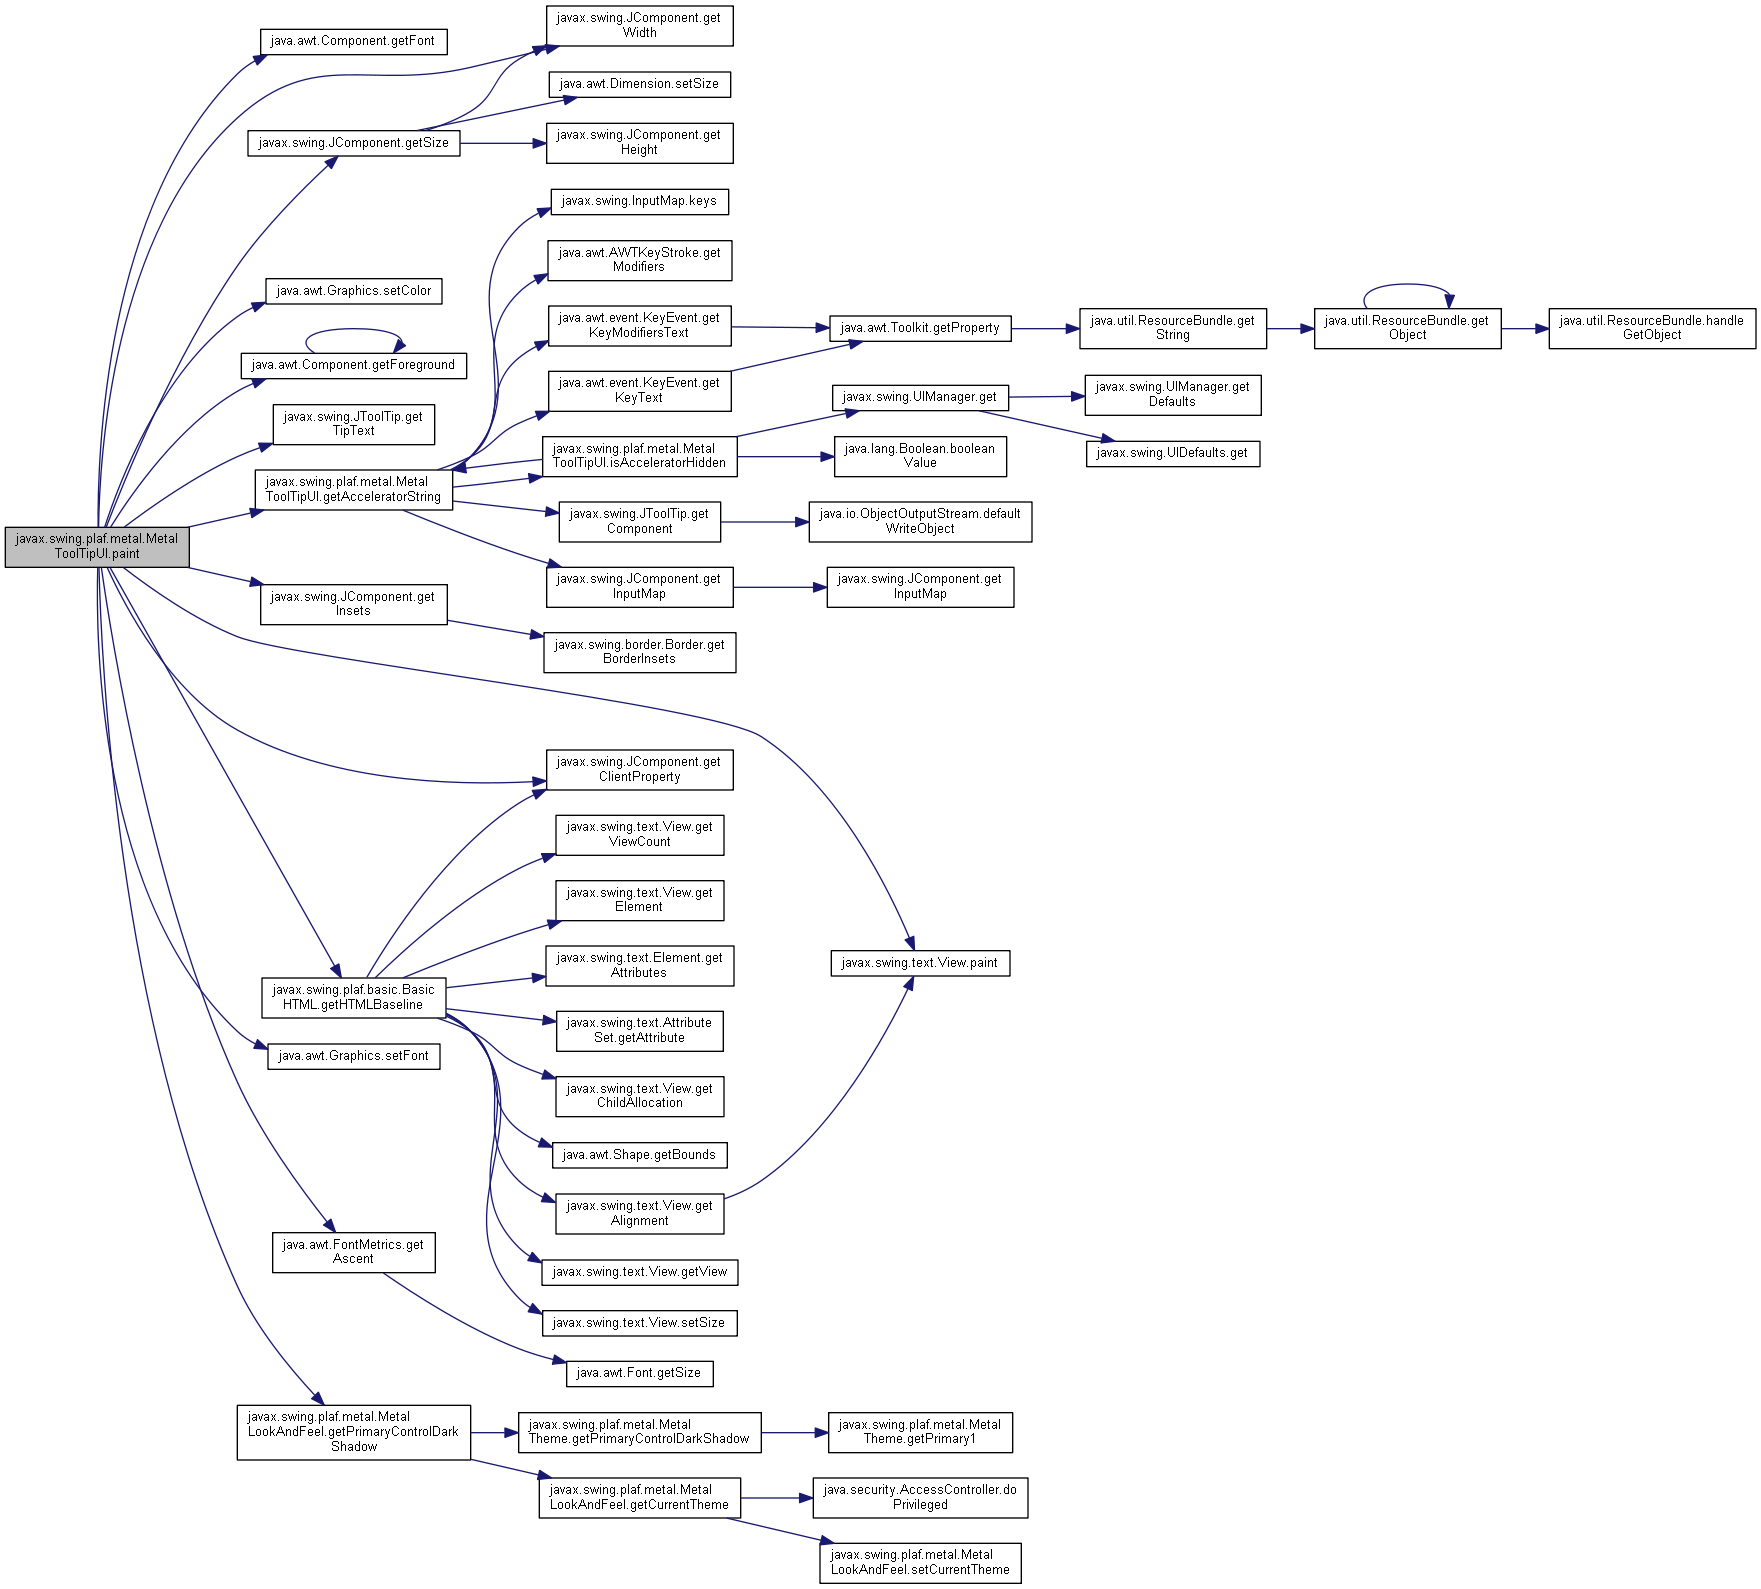 javax.swing.plaf.metal.Metal
ToolTipUI.paint
java.awt.Component.getFont
javax.swing.JComponent.getSize
java.awt.Graphics.setColor
java.awt.Component.getForeground
javax.swing.JToolTip.get
TipText
javax.swing.plaf.metal.Metal
ToolTipUI.getAcceleratorString
javax.swing.JComponent.get
Insets
javax.swing.plaf.basic.Basic
HTML.getHTMLBaseline
java.awt.Graphics.setFont
java.awt.FontMetrics.get
Ascent
javax.swing.plaf.metal.Metal
LookAndFeel.getPrimaryControlDark
Shadow
javax.swing.JComponent.get
Width
java.awt.Dimension.setSize
javax.swing.JComponent.get
Height
javax.swing.InputMap.keys
java.awt.AWTKeyStroke.get
Modifiers
java.awt.event.KeyEvent.get
KeyModifiersText
java.awt.event.KeyEvent.get
KeyText
javax.swing.plaf.metal.Metal
ToolTipUI.isAcceleratorHidden
javax.swing.JToolTip.get
Component
javax.swing.JComponent.get
InputMap
javax.swing.border.Border.get
BorderInsets
javax.swing.JComponent.get
ClientProperty
javax.swing.text.View.get
ViewCount
javax.swing.text.View.get
Element
javax.swing.text.Element.get
Attributes
javax.swing.text.Attribute
Set.getAttribute
javax.swing.text.View.get
ChildAllocation
java.awt.Shape.getBounds
javax.swing.text.View.get
Alignment
javax.swing.text.View.getView
javax.swing.text.View.setSize
java.awt.Font.getSize
javax.swing.plaf.metal.Metal
Theme.getPrimaryControlDarkShadow
javax.swing.plaf.metal.Metal
LookAndFeel.getCurrentTheme
java.awt.Toolkit.getProperty
javax.swing.UIManager.get
java.lang.Boolean.boolean
Value
java.io.ObjectOutputStream.default
WriteObject
javax.swing.JComponent.get
InputMap
javax.swing.text.View.paint
javax.swing.plaf.metal.Metal
Theme.getPrimary1
java.security.AccessController.do
Privileged
javax.swing.plaf.metal.Metal
LookAndFeel.setCurrentTheme
java.util.ResourceBundle.get
String
javax.swing.UIManager.get
Defaults
javax.swing.UIDefaults.get
java.util.ResourceBundle.get
Object
java.util.ResourceBundle.handle
GetObject